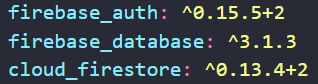 firebase_auth: ^0.15.5+2
firebase_database: ^3.1.3
cloud_firestore: ^0.13.4+2